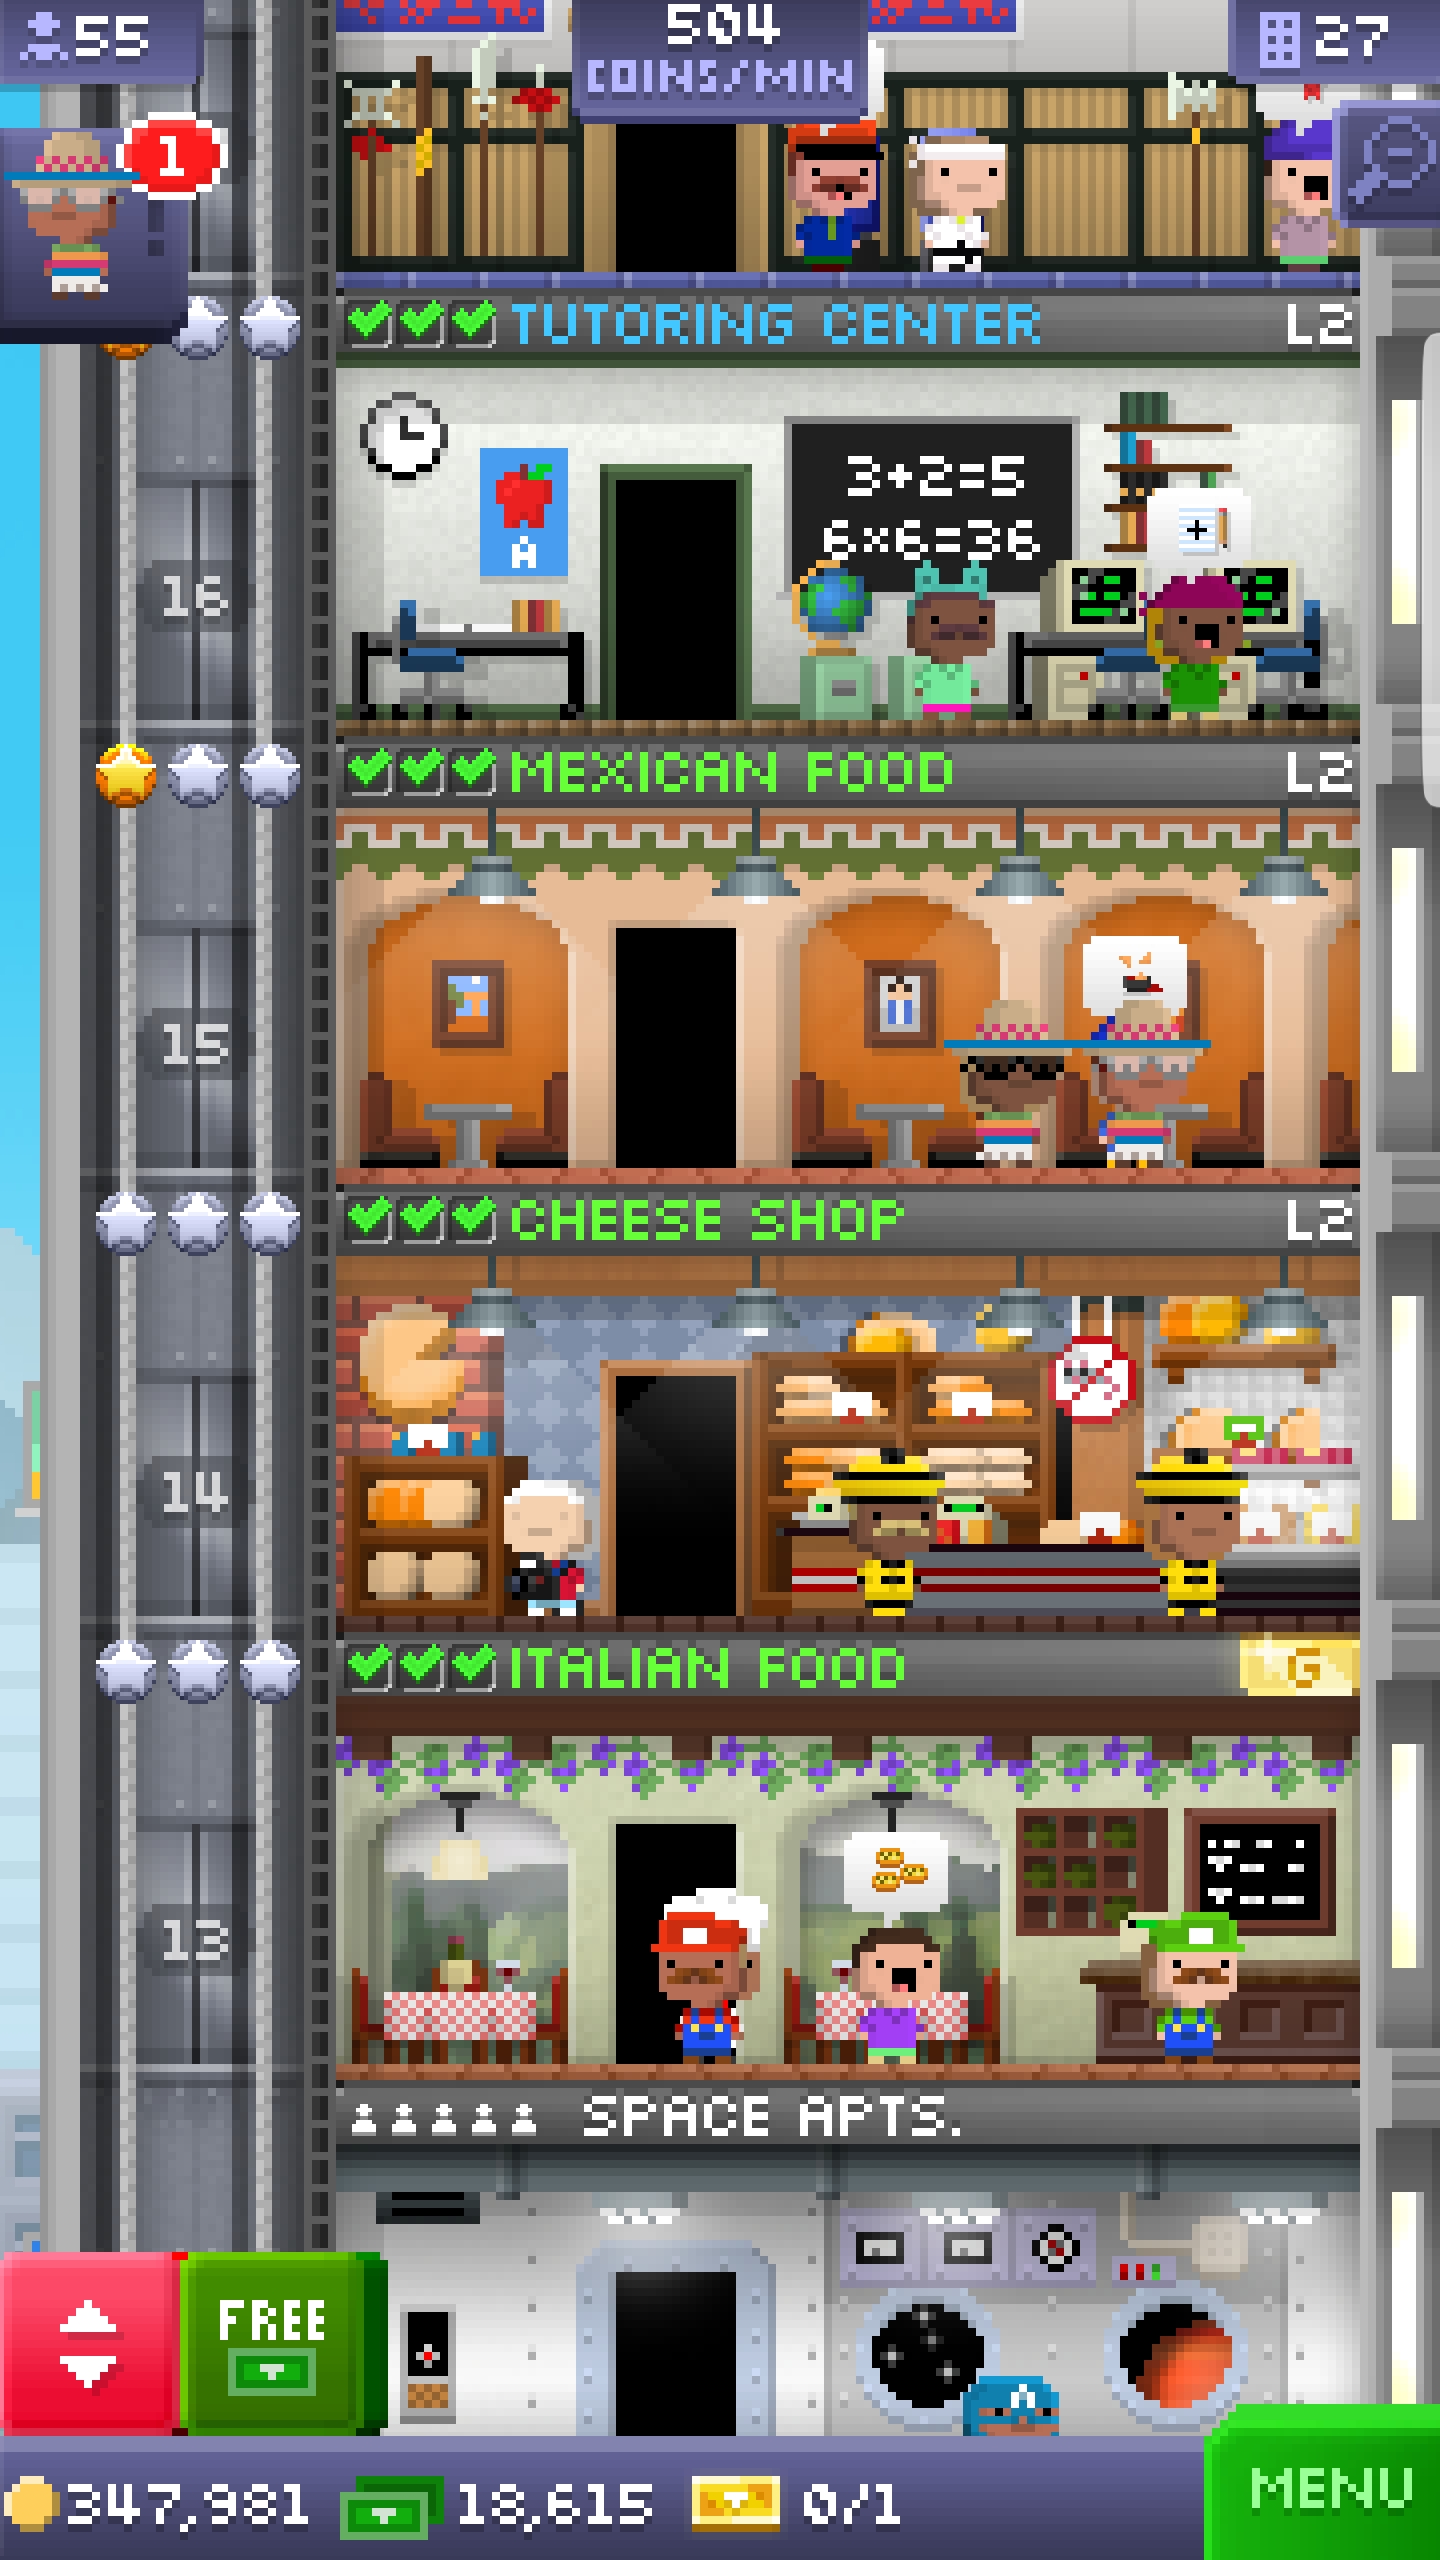 55
504
COINS/MIN
27
1
TUTORING CENTER L2
3+2=5
6×6=36
A
16
MEXICAN FOOD L2
15
CHEESE SHOP L2
14
ITALIAN FOOD G
13
SPACE APTS.
FREE
A
347,981 18,615 0/1
MENU